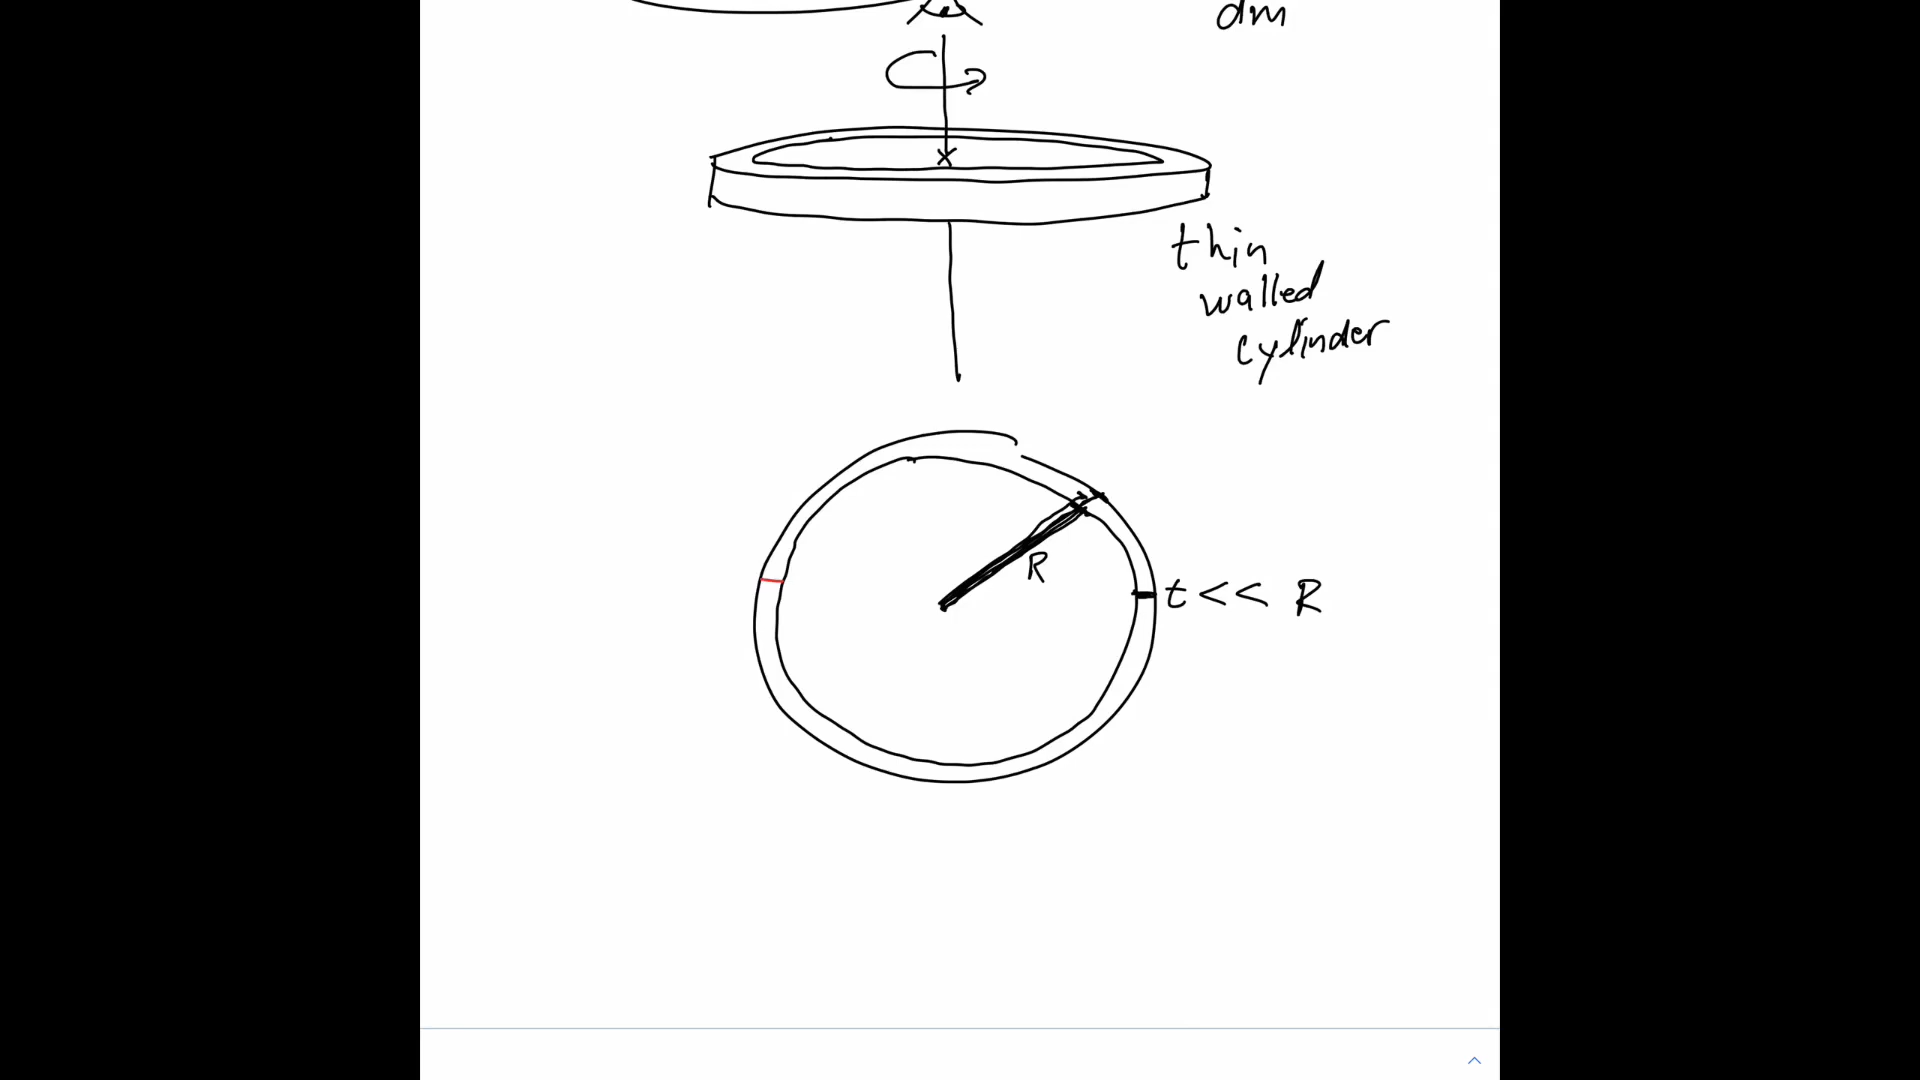 dm
thin
walled
cylinder
R
t << R